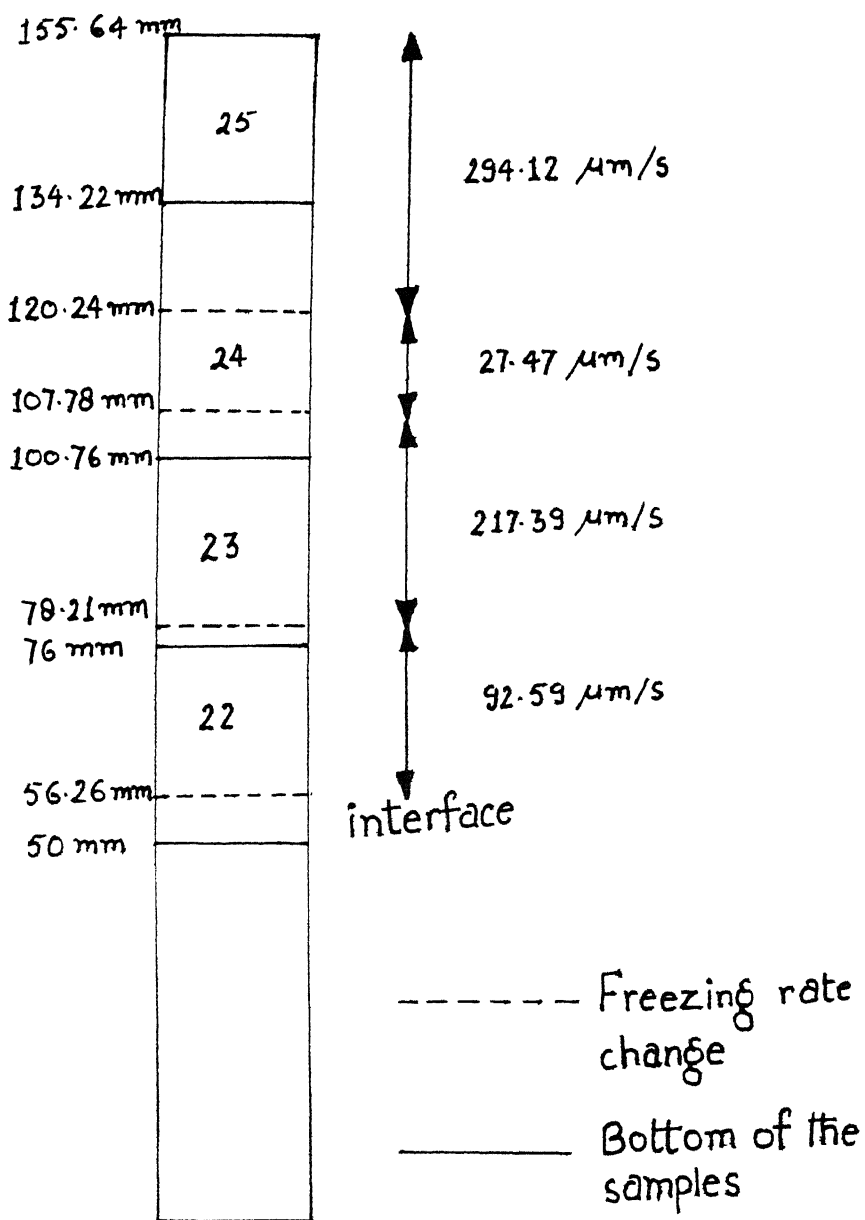 155.64 mm
25
294.12 μm/s
134.22 mm
120.24 mm
24
27.47 μm/s
107.78 mm
100.76 mm
217.39 μm/s
23
78.21 mm
76 mm
92.59 μm/s
22
56.26 mm
interface
50 mm
Freezing rate
change
Bottom of the
samples